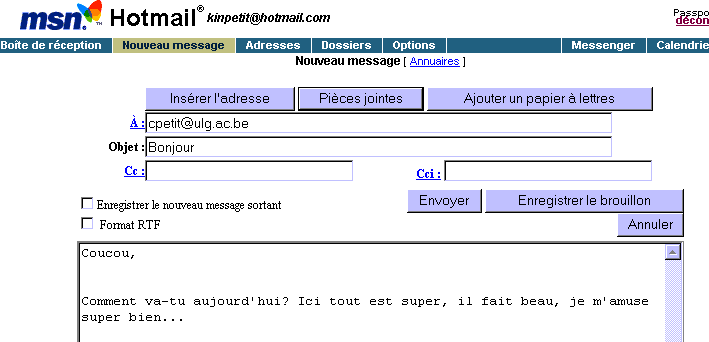 msn. Hotmail® kinpetit@hotmail.com Passpo
décon
Boîte de réception Nouveau message Adresses Dossiers Options Messenger Calendrie
Nouveau message [ Annuaires ]
Insérer l'adresse Pièces jointes Ajouter un papier à lettres
À : cpetit@ulg.ac.be
Objet : Bonjour
Cc : Cci :
Envoyer Enregistrer le brouillon
Enregistrer le nouveau message sortant
Format RTF Annuler
Coucou,
Comment va-tu aujourd'hui? Ici tout est super, il fait beau, je m'amuse
super bien...